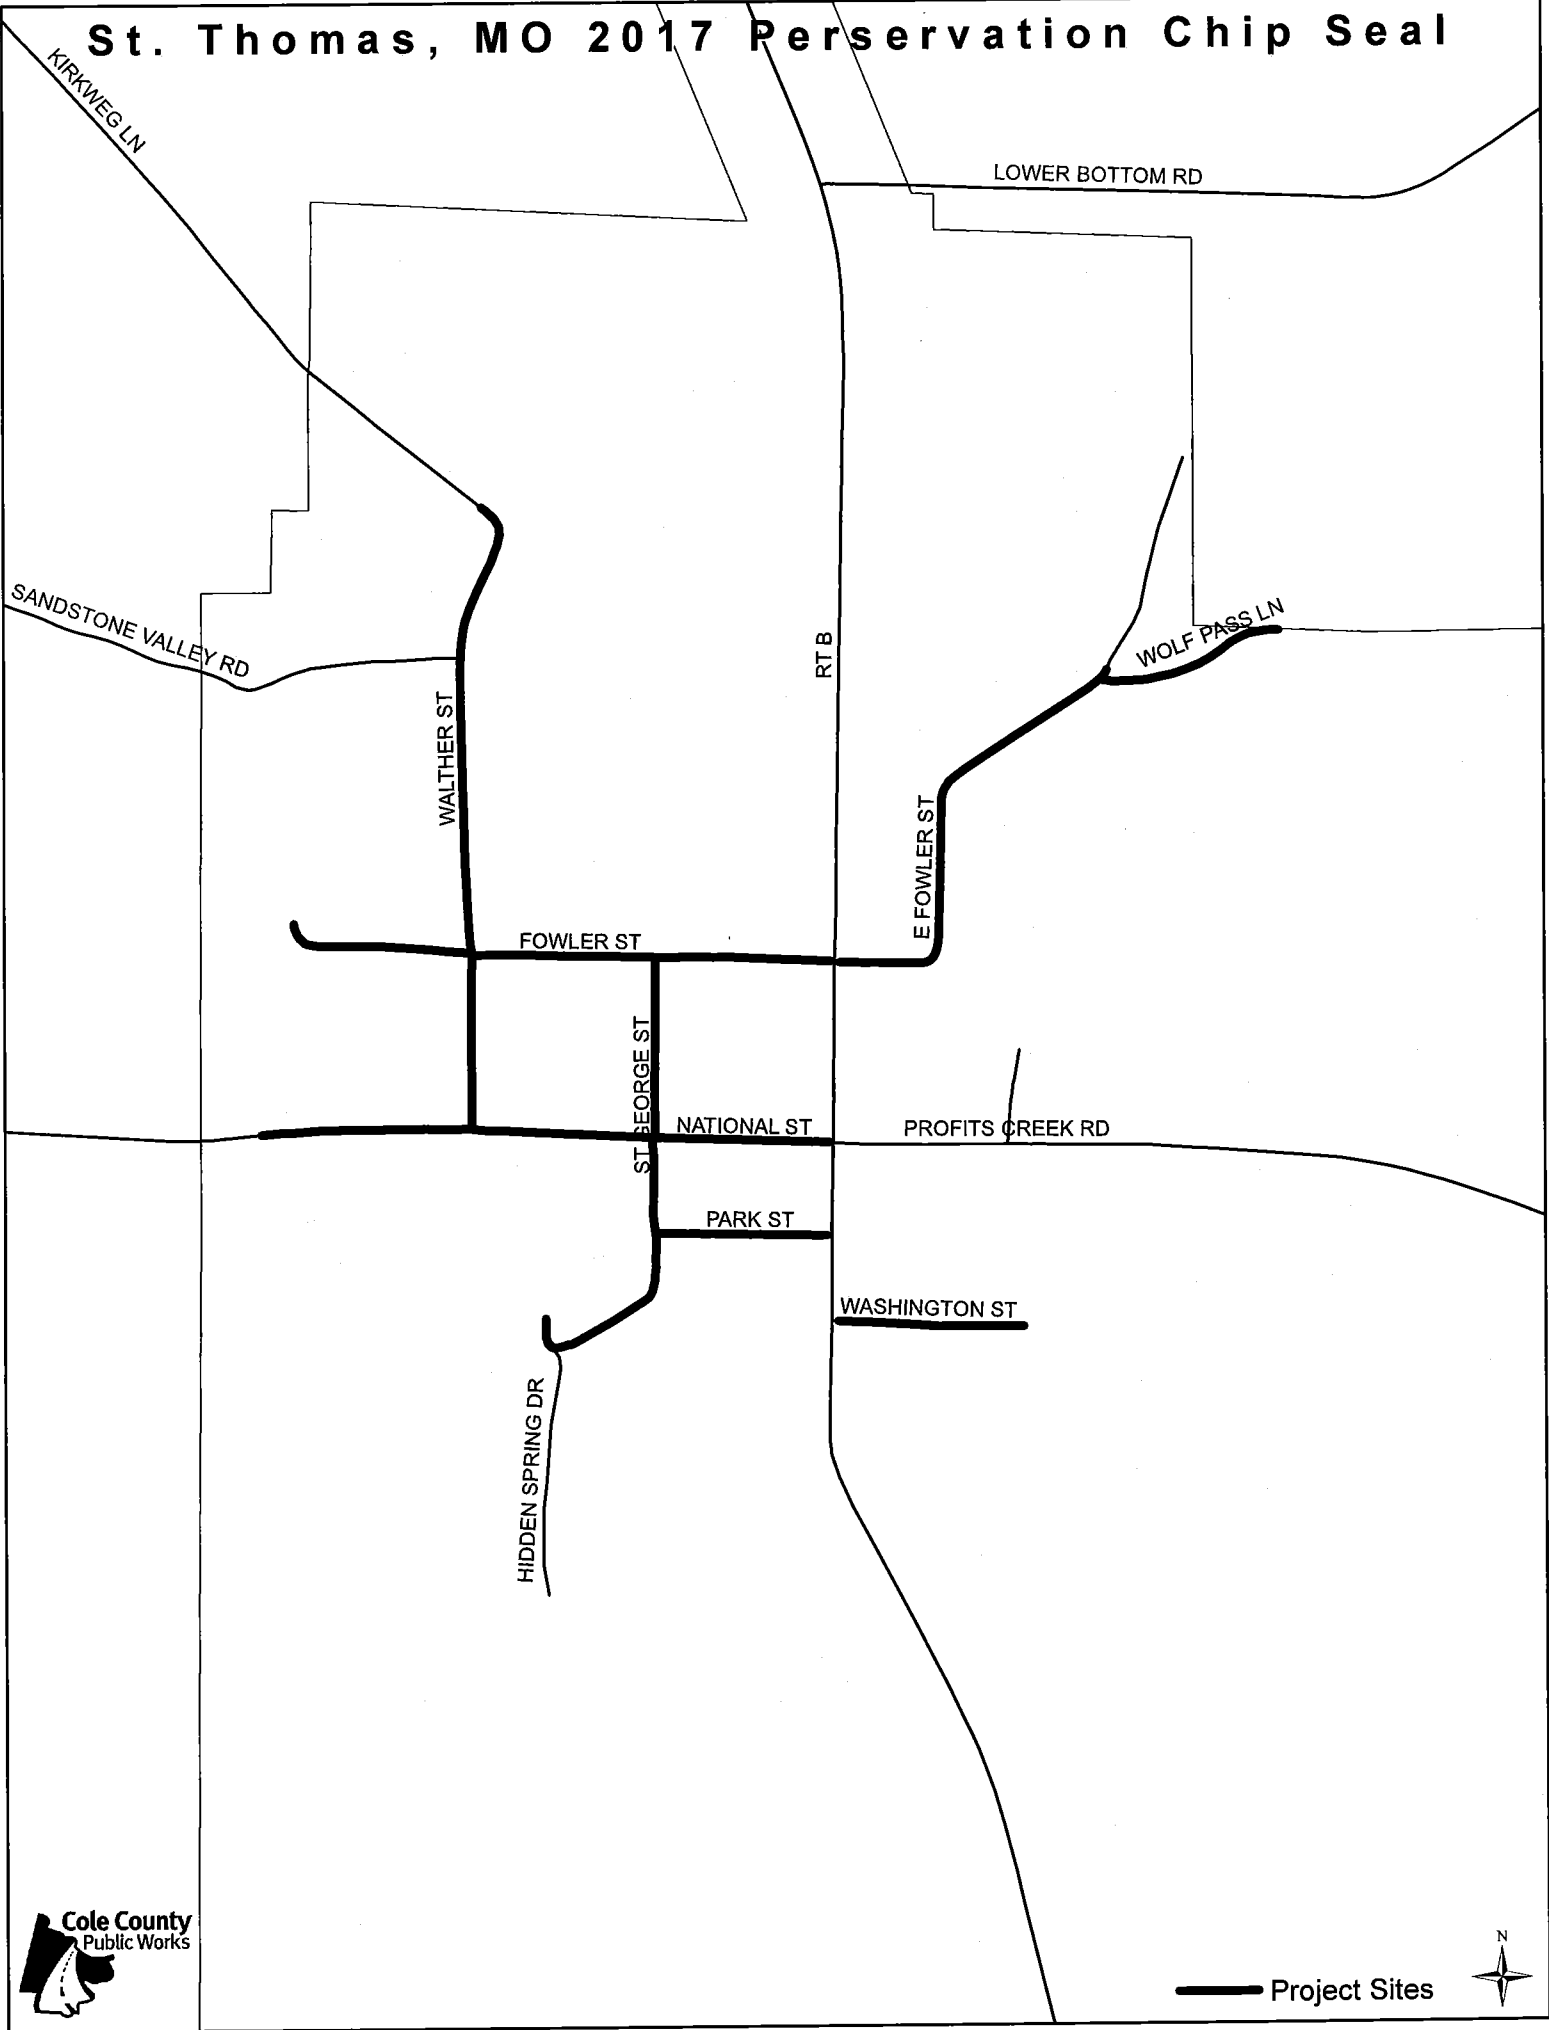 St. Thomas, MO 2017 Perservation Chip Seal
KIRKWEG LN
LOWER BOTTOM RD
SANDSTONE VALLEY RD
WOLF PASS LN
RT B
WALTHER ST
E FOWLER ST
FOWLER ST
ST GEORGE ST
NATIONAL ST
PROFITS CREEK RD
PARK ST
WASHINGTON ST
HIDDEN SPRING DR
Cole County
Public Works
N
Project Sites